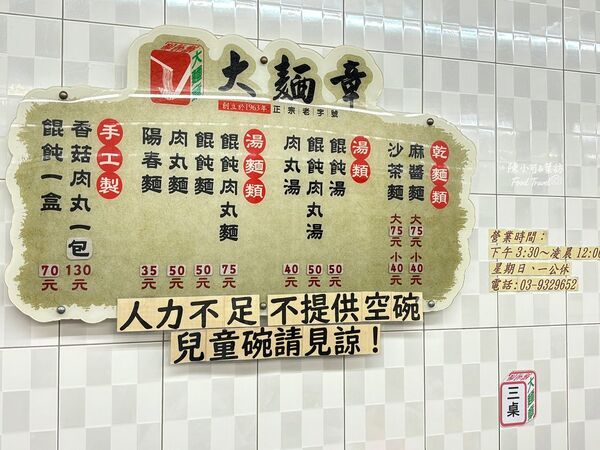 大麵章
創立於1963年 正宗老字號
乾麵類
麻醬麵 大75元 小40元
沙茶麵 大75元 小40元
湯類
餛飩湯 50元
餛飩肉丸湯 50元
肉丸湯 40元
湯麵類
餛飩肉丸麵 75元
餛飩麵 50元
肉丸麵 50元
陽春麵 35元
手工製
香菇肉丸一包 130元
餛飩一盒 70元
人力不足 不提供空碗
兒童碗請見諒!
營業時間:
下午3:30~凌晨12:00
星期日、一公休
電話:03-9329652
Food Travel
三桌